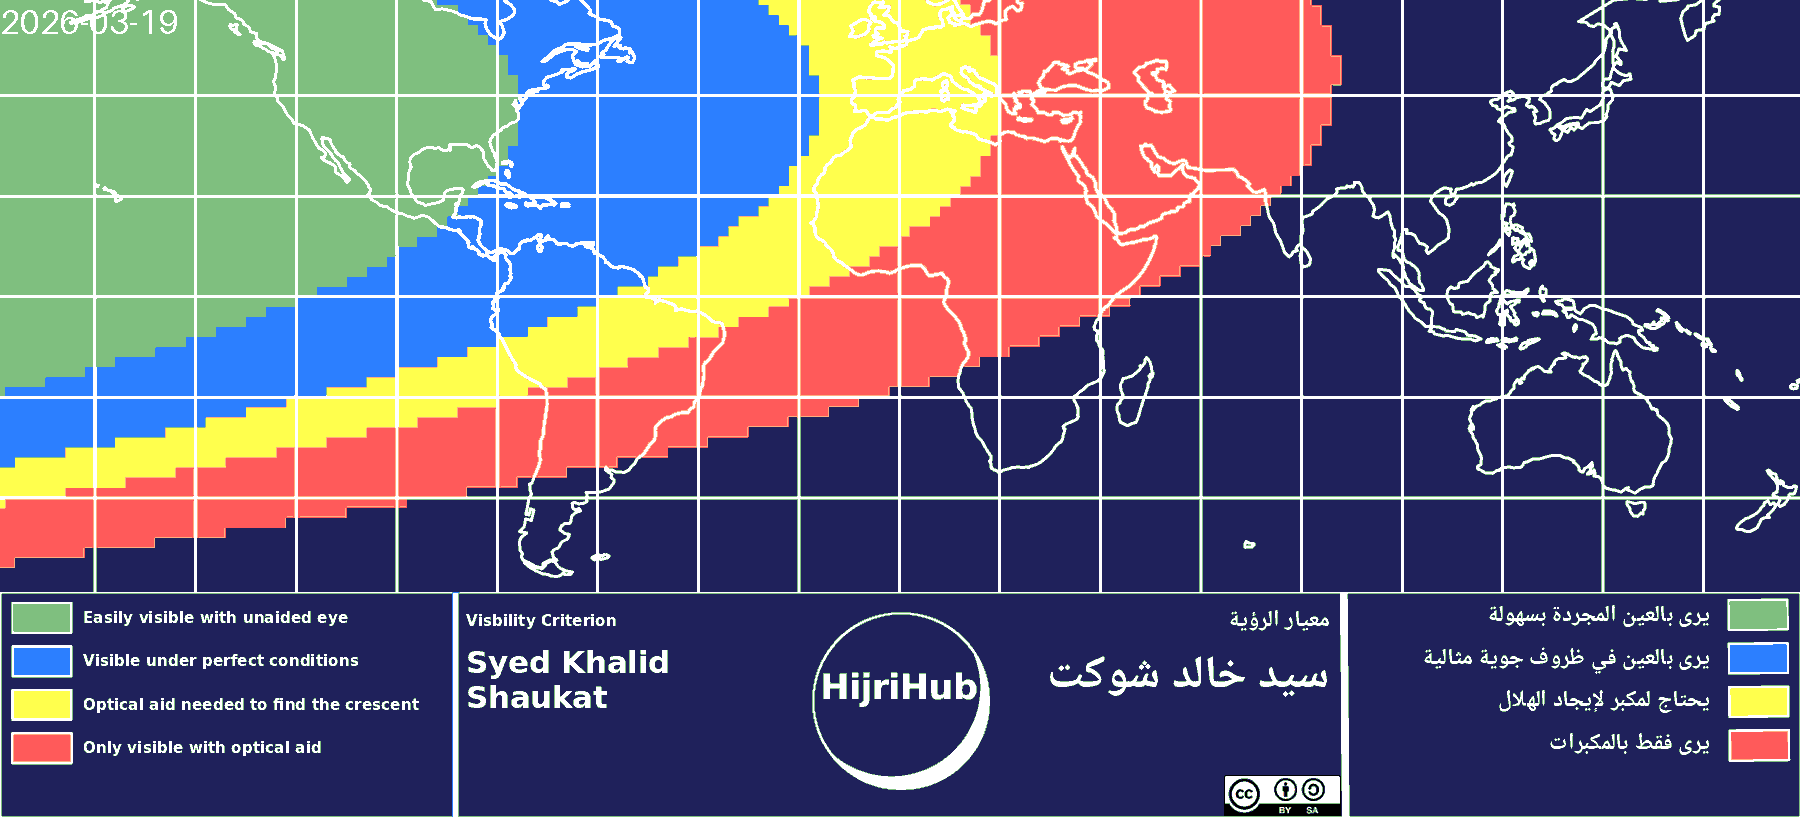 2026-03-19
Easily visible with unaided eye
Visible under perfect conditions
Optical aid needed to find the crescent
Only visible with optical aid
Visbility Criterion
Syed Khalid
Shaukat
HijriHub
معيار الرؤية
سيد خالد شوكت
cc
BY SA
يرى بالعين المجردة بسهولة
يرى بالعين في ظروف جوية مثالية
يحتاج لمكبر لإيجاد الهلال
يرى فقط بالمكبرات